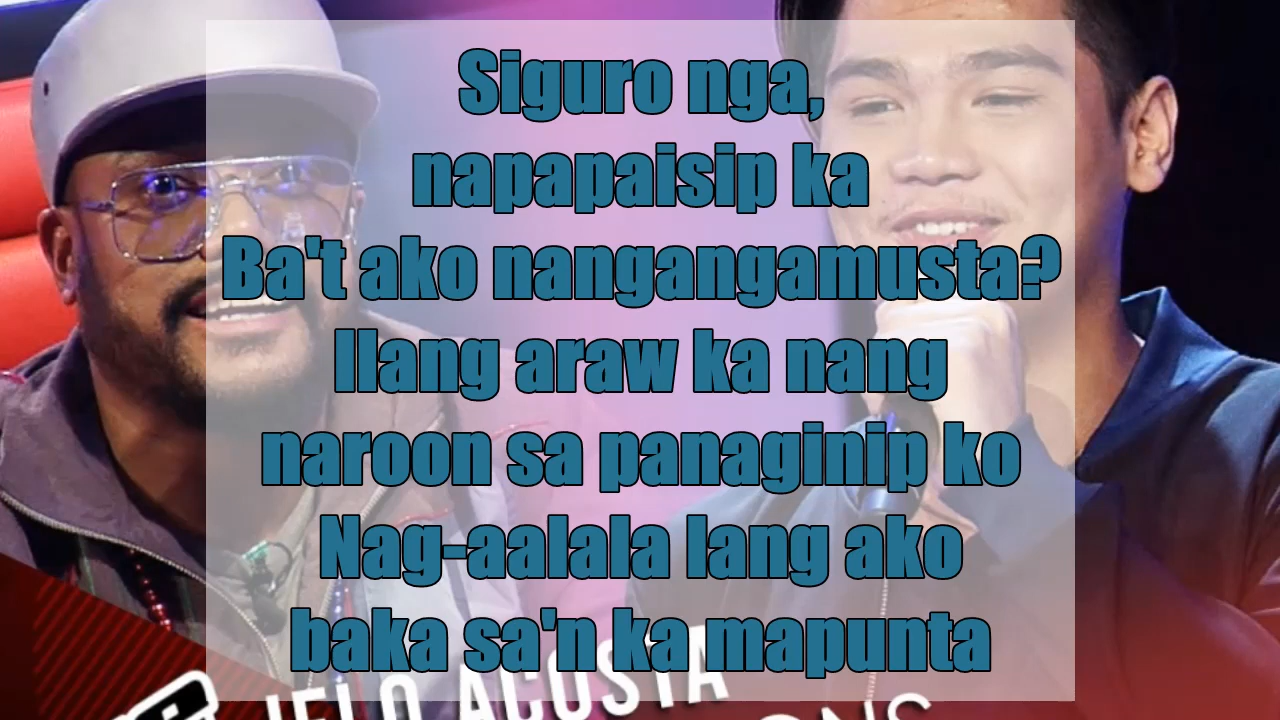 Siguro nga,
napapaisip ka
Ba't ako nangangamusta?
Ilang araw ka nang
naroon sa panaginip ko
Nag-aalala lang ako
baka sa'n ka mapunta
JELO ACOSTA